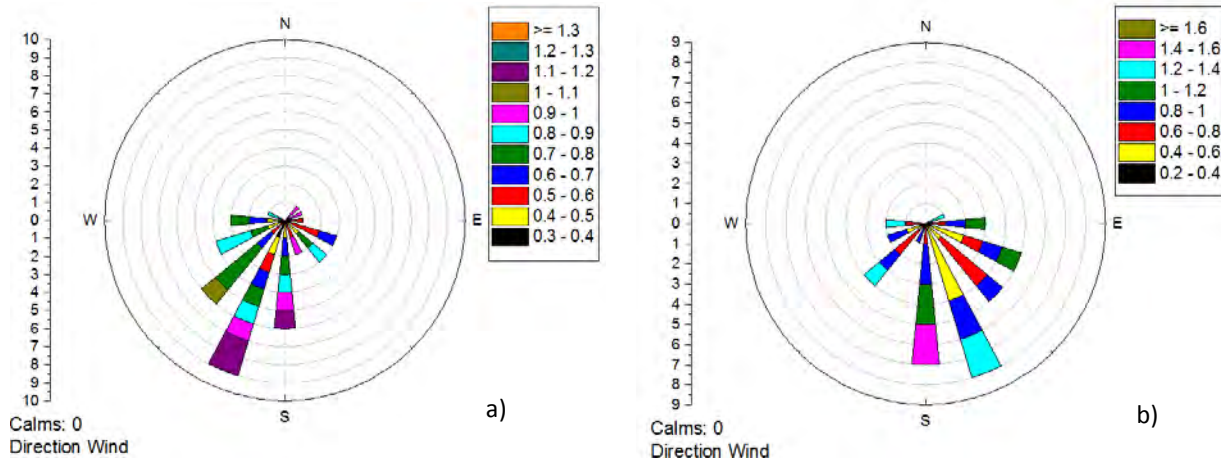 N
E
S
W
10
9
8
7
6
5
4
3
2
1
0
1
2
3
4
5
6
7
8
9
10
>= 1.3
1.2 - 1.3
1.1 - 1.2
1 - 1.1
0.9 - 1
0.8 - 0.9
0.7 - 0.8
0.6 - 0.7
0.5 - 0.6
0.4 - 0.5
0.3 - 0.4
Calms: 0
Direction Wind
a)
N
E
S
W
9
8
7
6
5
4
3
2
1
0
1
2
3
4
5
6
7
8
9
>= 1.6
1.4 - 1.6
1.2 - 1.4
1 - 1.2
0.8 - 1
0.6 - 0.8
0.4 - 0.6
0.2 - 0.4
Calms: 0
Direction Wind
b)